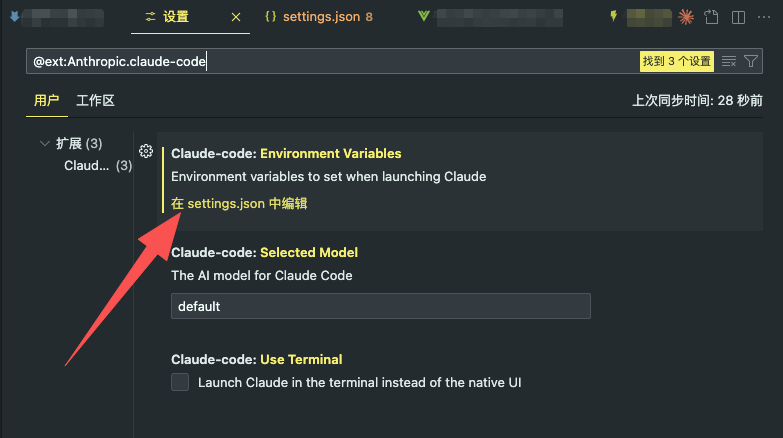 设置
settings.json 8
@ext:Anthropic.claude-code
找到 3 个设置
用户 工作区
上次同步时间: 28 秒前
扩展 (3)
Claud... (3)
Claude-code: Environment Variables
Environment variables to set when launching Claude
在 settings.json 中编辑
Claude-code: Selected Model
The AI model for Claude Code
default
Claude-code: Use Terminal
Launch Claude in the terminal instead of the native UI